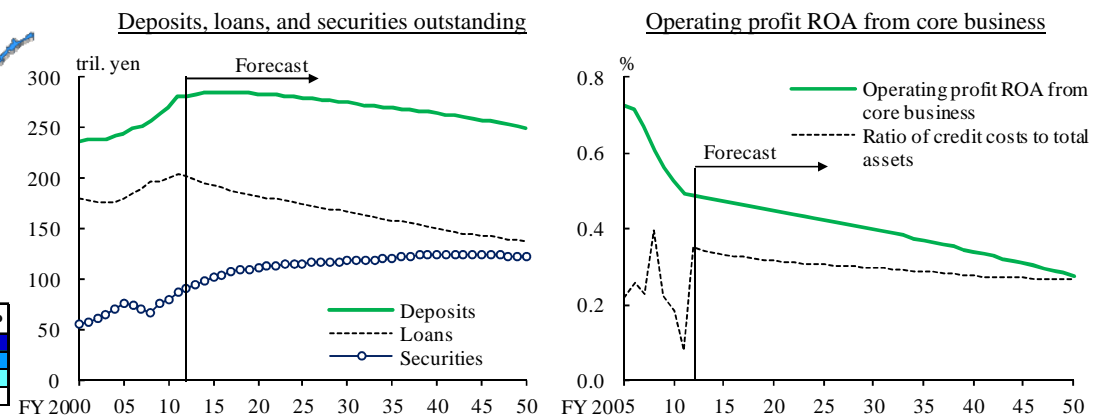 Deposits, loans, and securities outstanding
tril. yen
Forecast
300
250
200
150
100
50
0
Deposits
Loans
Securities
FY 2000 05 10 15 20 25 30 35 40 45 50
Operating profit ROA from core business
%
0.8
0.6
0.4
0.2
0.0
Operating profit ROA from
core business
Ratio of credit costs to total
assets
Forecast
FY 2005 10 15 20 25 30 35 40 45 50